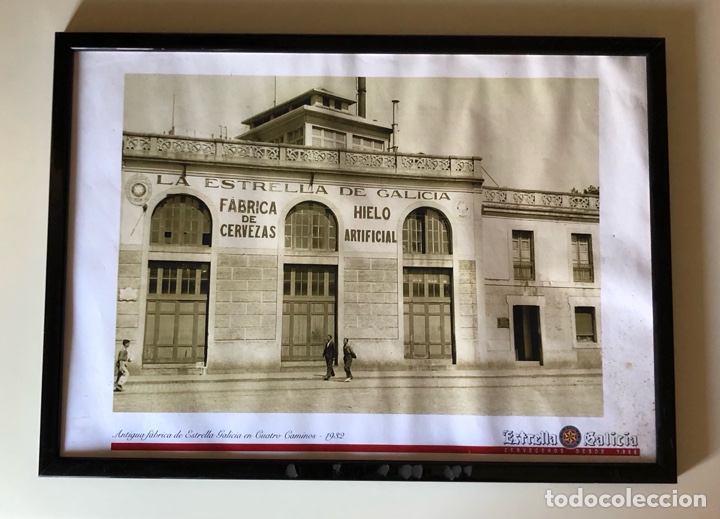 LA ESTRELLA DE GALICIA
FÁBRICA
DE
CERVEZAS
HIELO
ARTIFICIAL
Antigua fábrica de Estrella Galicia en Cuatro Caminos - 1932
Estrella Galicia
CERVECEROS DESDE 1906
todocoleccion